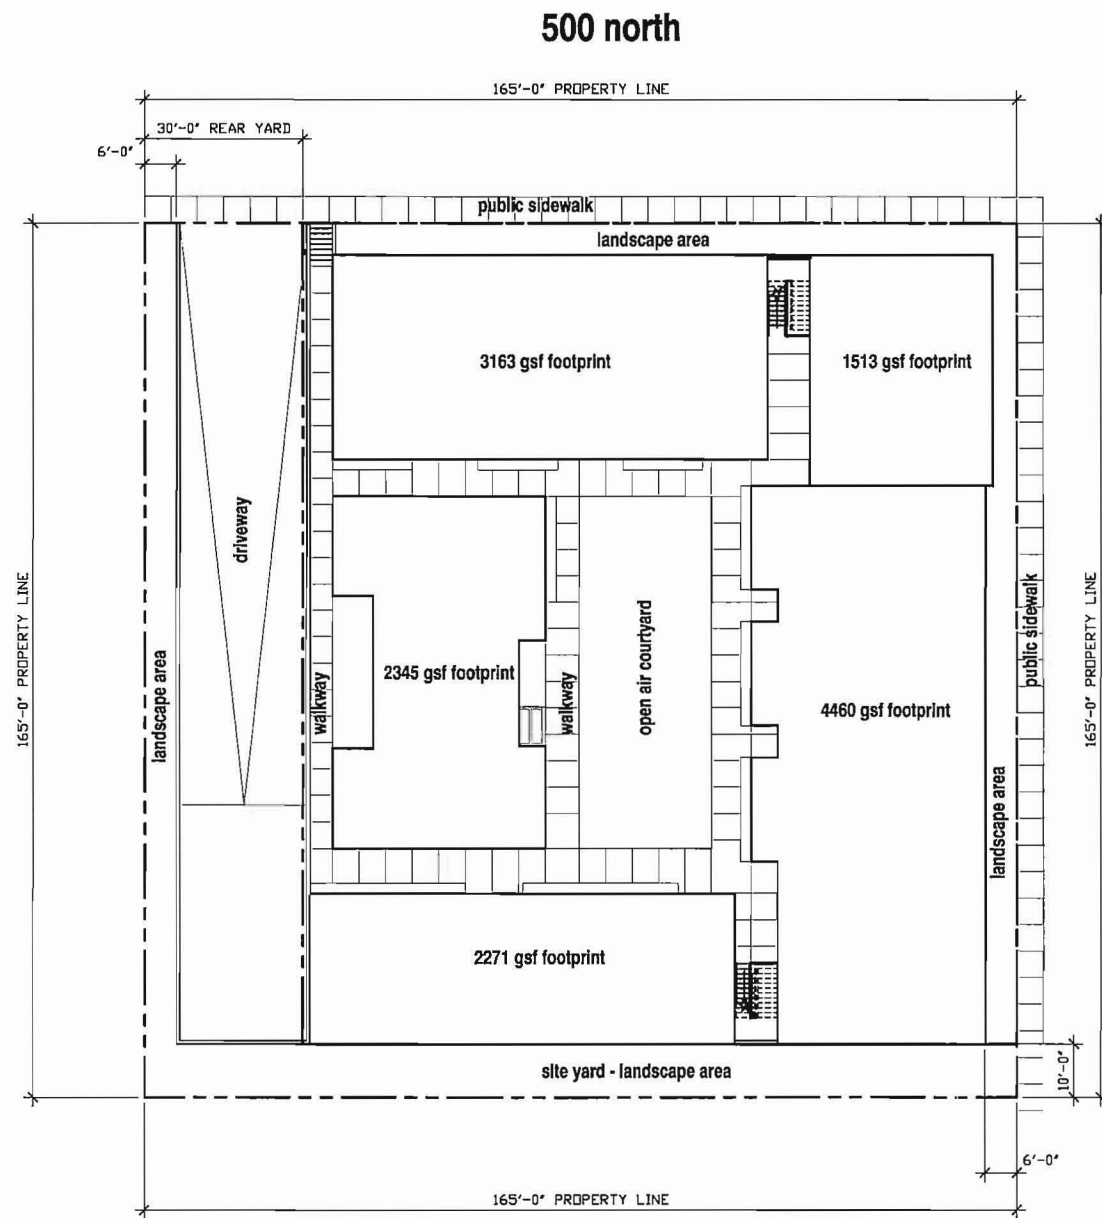 500 north
165'-0" PROPERTY LINE
30'-0" REAR YARD
6'-0"
public sidewalk
landscape area
3163 gsf footprint
1513 gsf footprint
driveway
165'-0" PROPERTY LINE
landscape area
walkway
2345 gsf footprint
walkway
open air courtyard
4460 gsf footprint
public sidewalk
165'-0" PROPERTY LINE
landscape area
2271 gsf footprint
site yard - landscape area
10'-0"
6'-0"
165'-0" PROPERTY LINE